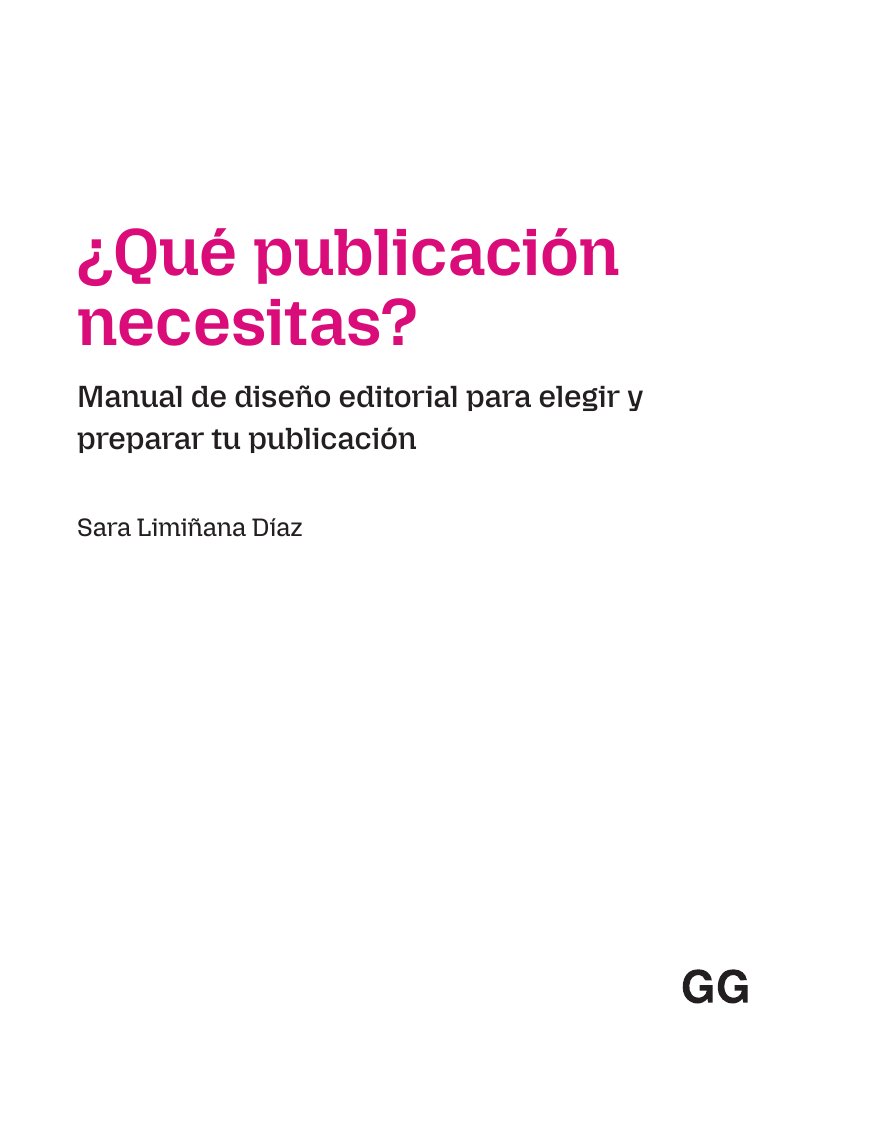 ¿Qué publicación
necesitas?
Manual de diseño editorial para elegir y
preparar tu publicación
Sara Limiñana Díaz
GG